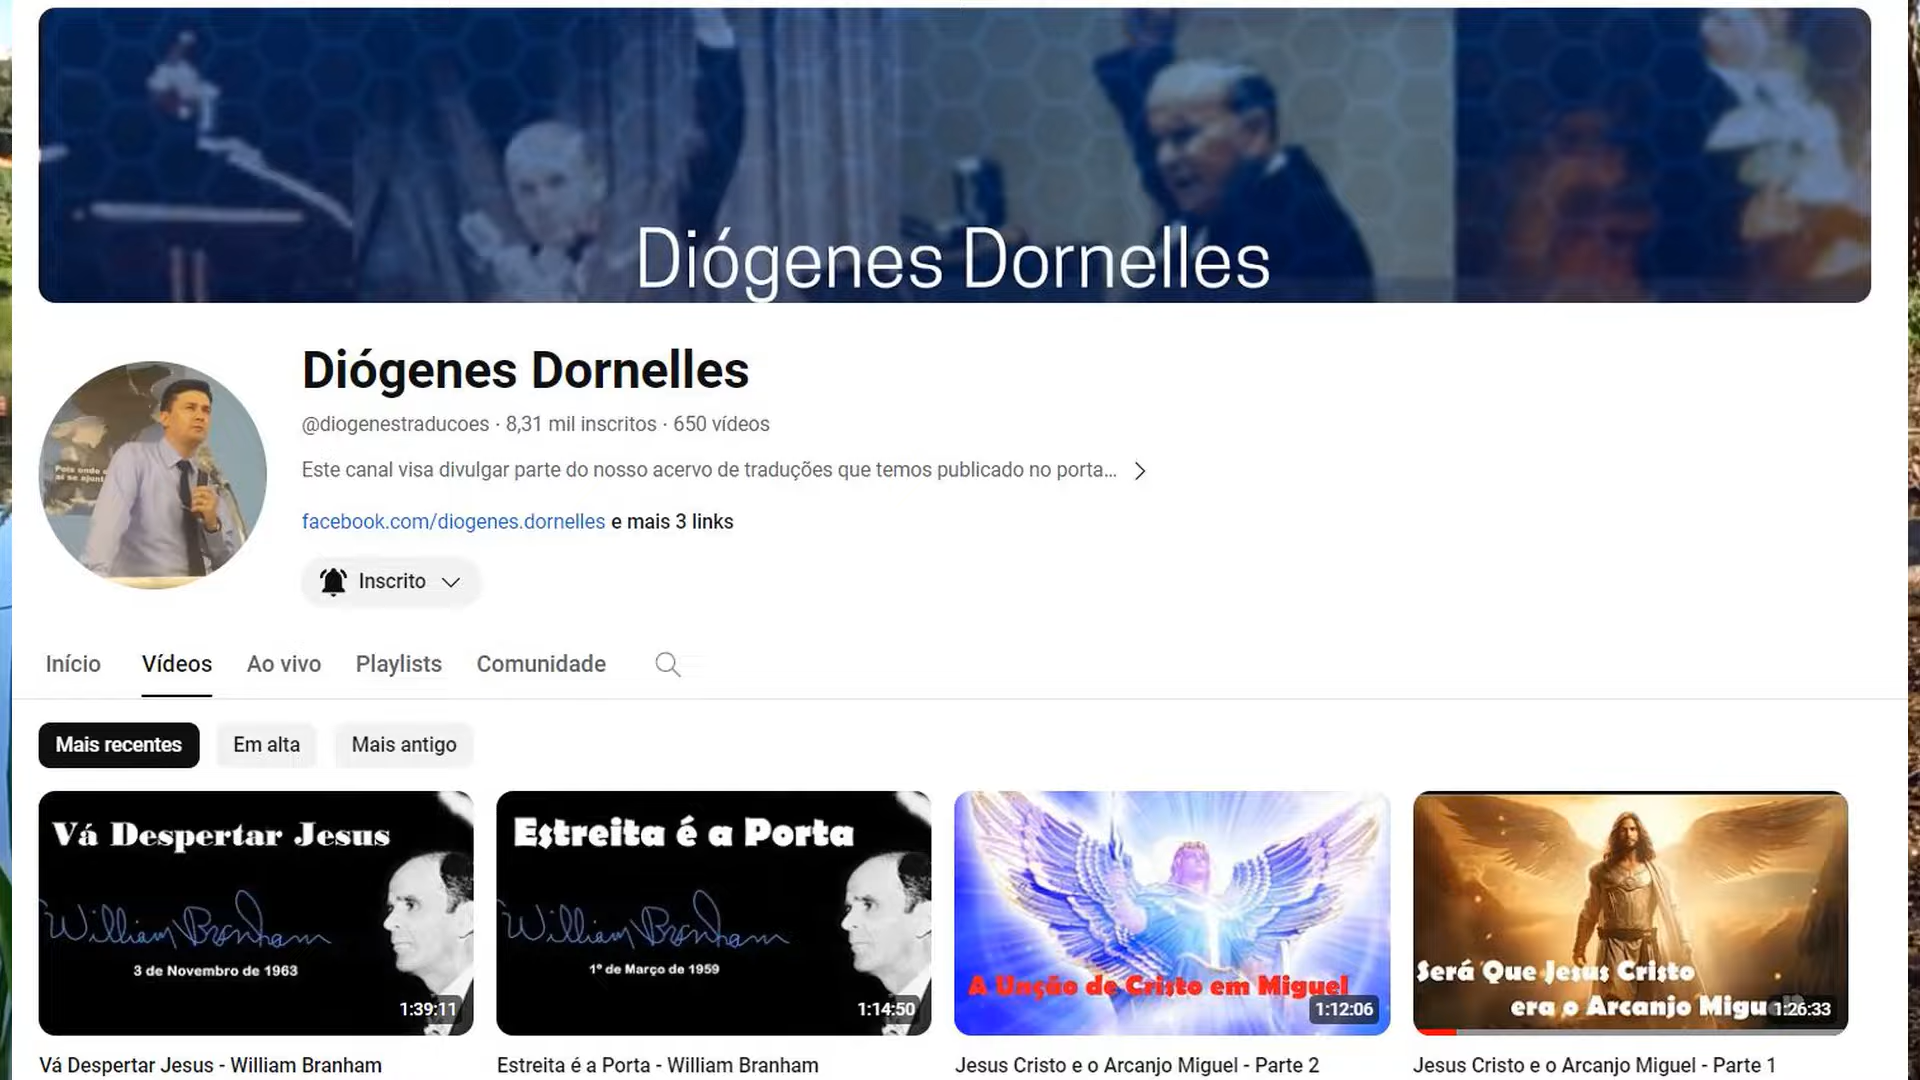 Diógenes Dornelles
Diógenes Dornelles
@diogenestraducoes · 8,31 mil inscritos · 650 vídeos
Este canal visa divulgar parte do nosso acervo de traduções que temos publicado no porta...
facebook.com/diogenes.dornelles e mais 3 links
Inscrito
Início Vídeos Ao vivo Playlists Comunidade
Mais recentes Em alta Mais antigo
Vá Despertar Jesus
William Branham
3 de Novembro de 1963
1:39:11
Estreita é a Porta
William Branham
1º de Março de 1959
1:14:50
A Unção de Cristo em Miguel
1:12:06
Será Que Jesus Cristo
era o Arcanjo
1:26:33
Vá Despertar Jesus - William Branham
Estreita é a Porta - William Branham
Jesus Cristo e o Arcanjo Miguel - Parte 2
Jesus Cristo e o Arcanjo Miguel - Parte 1